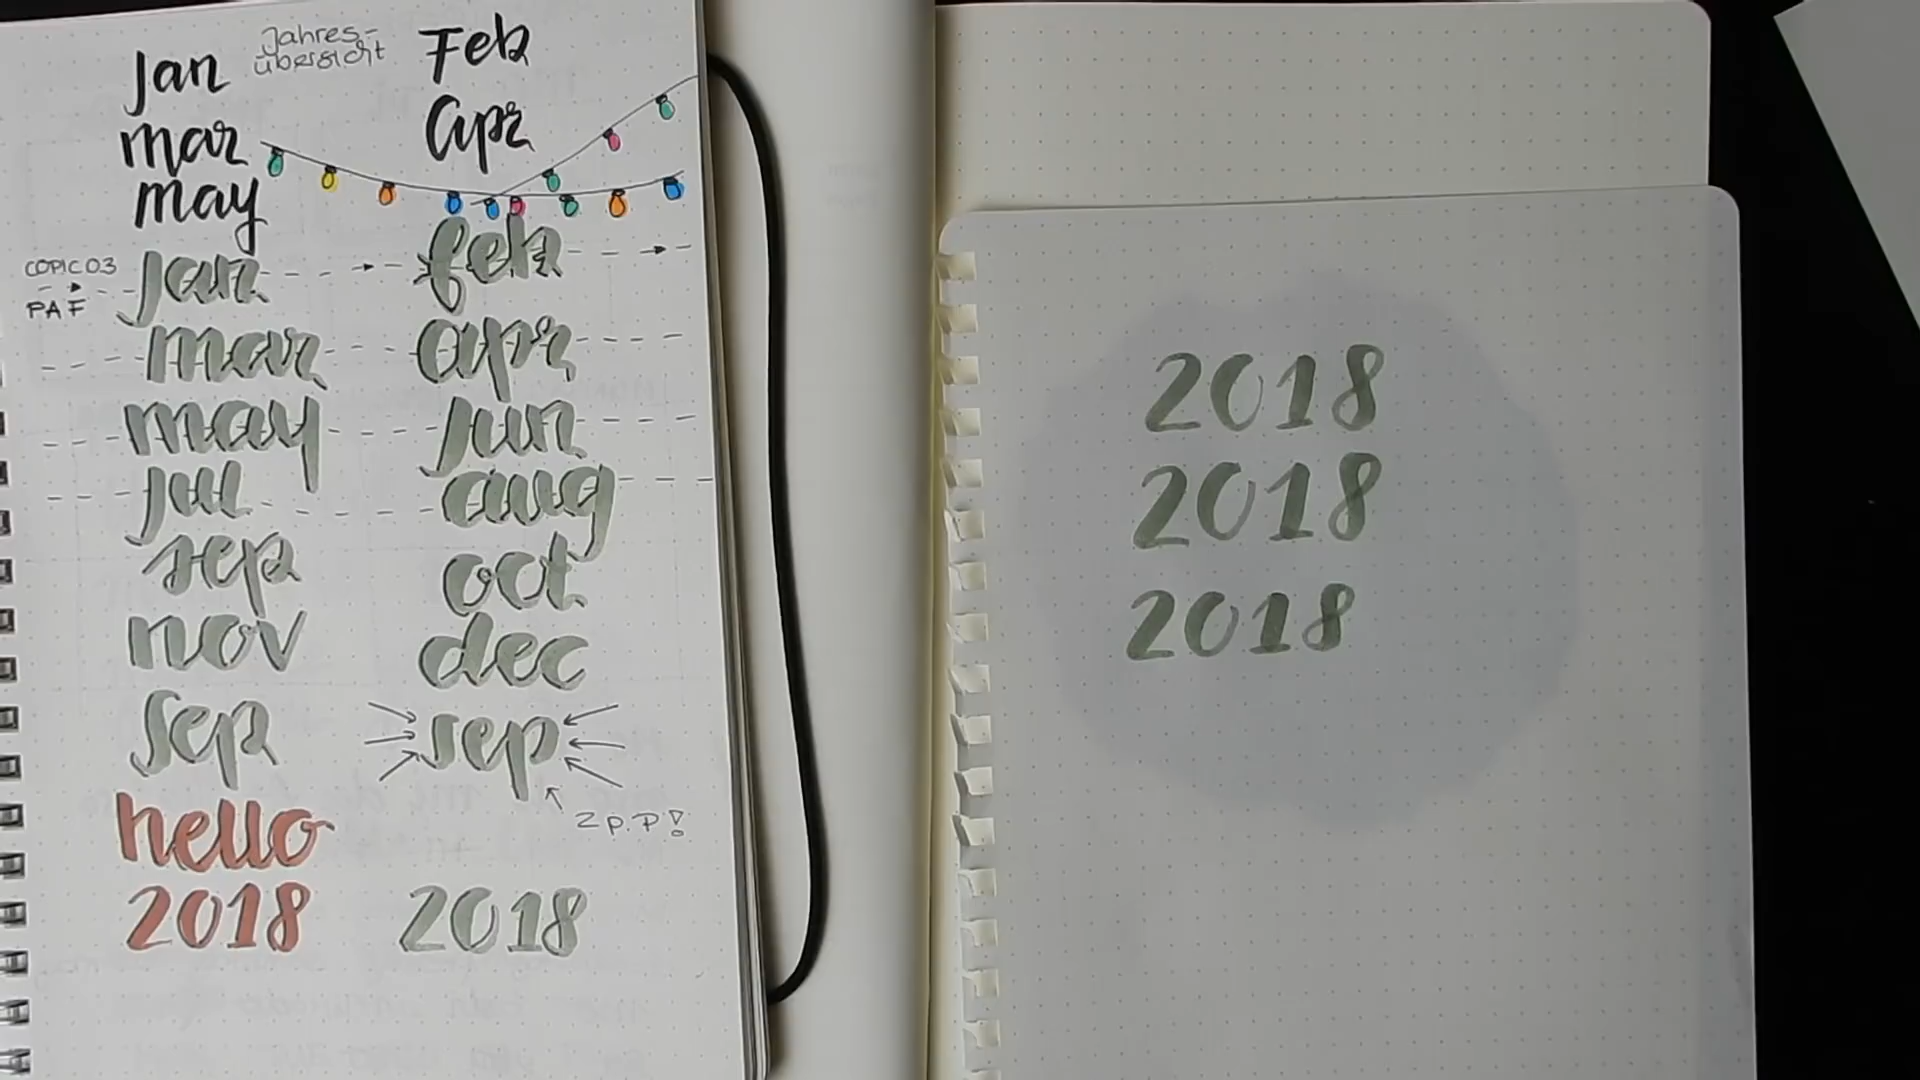 Jahres-
übersicht
Jan Feb
mar apr
may
COPIC 03
PAF
jan feb
mar apr
may jun
jul aug
sep oct
nov dec
sep sep
2 p.P!
hello
2018 2018
2018
2018
2018